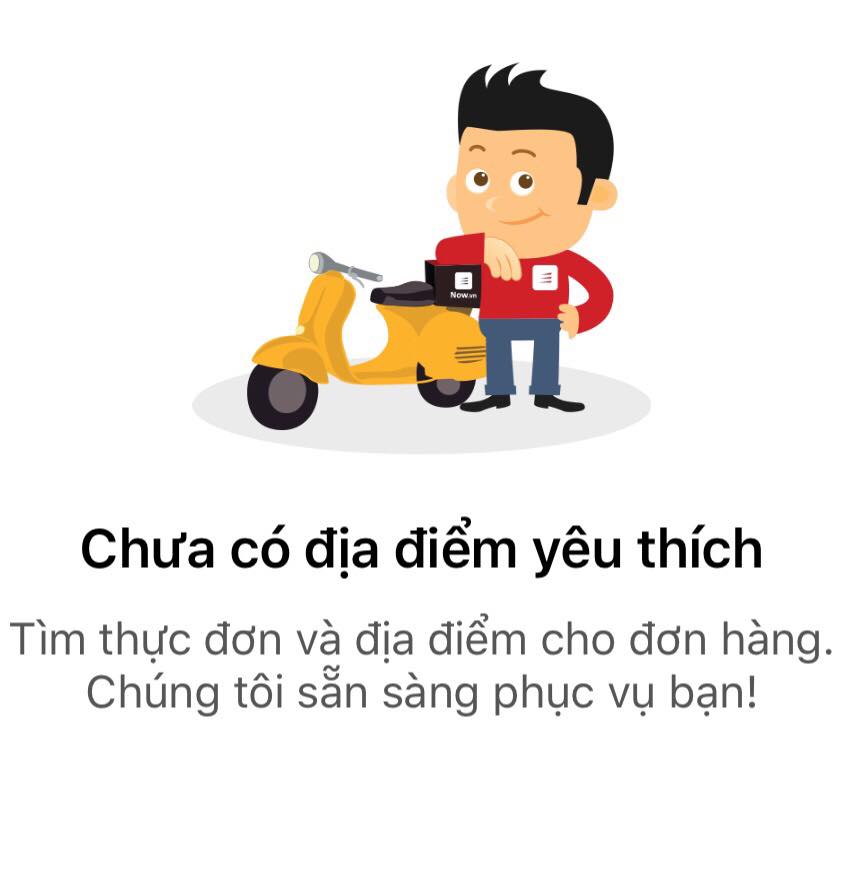 Now.vn
Chưa có địa điểm yêu thích
Tìm thực đơn và địa điểm cho đơn hàng.
Chúng tôi sẵn sàng phục vụ bạn!